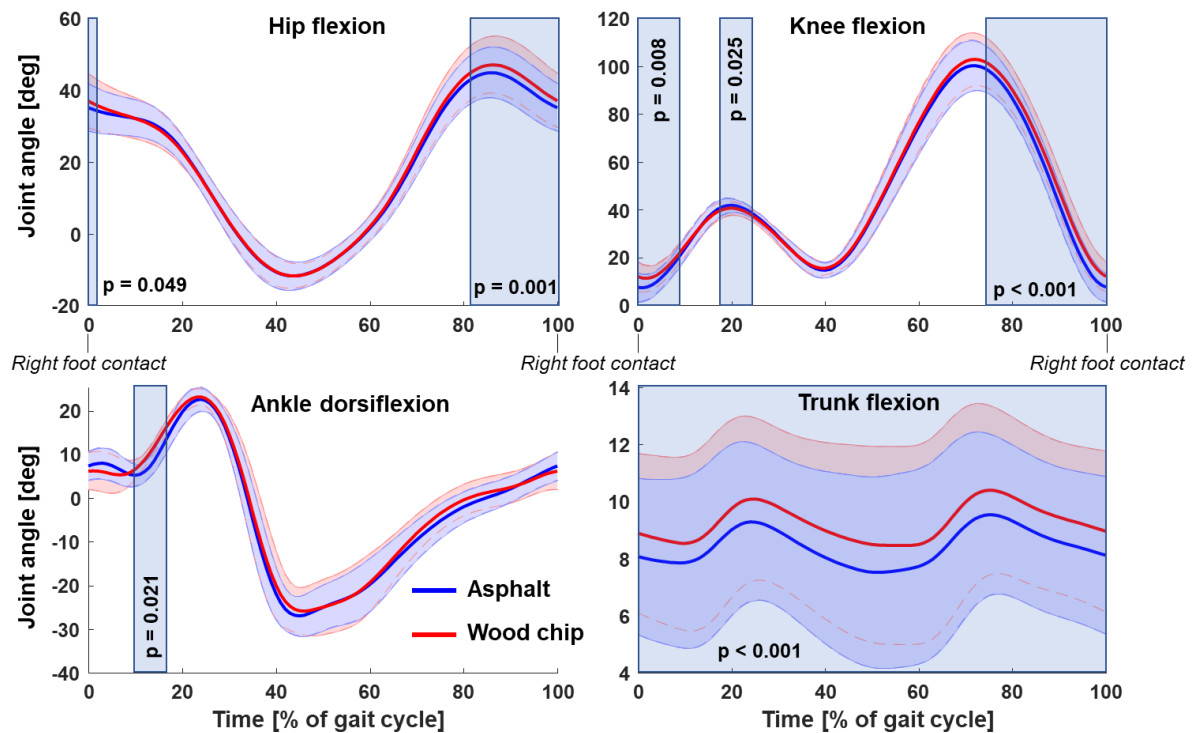 Hip flexion
Joint angle [deg]
60
40
20
0
-20
p = 0.049
p = 0.001
0 20 40 60 80 100
Knee flexion
120
100
80
60
40
20
0
p = 0.008
p = 0.025
p < 0.001
0 20 40 60 80 100
Right foot contact
Right foot contact
Right foot contact
Ankle dorsiflexion
Joint angle [deg]
20
10
0
-10
-20
-30
-40
p = 0.021
Asphalt
Wood chip
0 20 40 60 80 100
Time [% of gait cycle]
Trunk flexion
14
12
10
8
6
4
p < 0.001
0 20 40 60 80 100
Time [% of gait cycle]